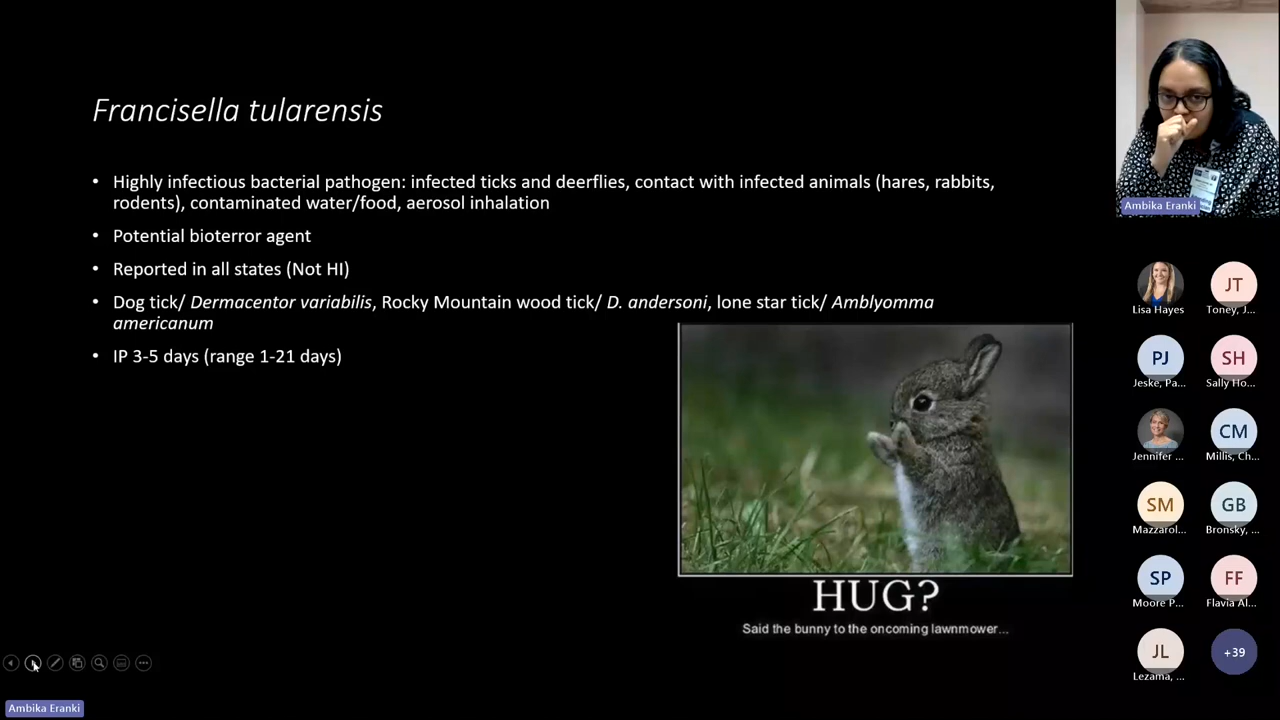 Francisella tularensis
• Highly infectious bacterial pathogen: infected ticks and deerflies, contact with infected animals (hares, rabbits,
rodents), contaminated water/food, aerosol inhalation
• Potential bioterror agent
• Reported in all states (Not HI)
• Dog tick/ Dermacentor variabilis, Rocky Mountain wood tick/ D. andersoni, lone star tick/ Amblyomma
americanum
• IP 3-5 days (range 1-21 days)
HUG?
Said the bunny to the oncoming lawnmower...
Ambika Eranki
Ambika Eranki
Lisa Hayes
JT
Toney, J...
PJ
Jeske, Pa...
SH
Sally Ho...
Jennifer ...
CM
Millis, Ch...
SM
Mazzarol...
GB
Bronsky, ...
SP
Moore P...
FF
Flavia Al...
JL
Lezama, ...
+39